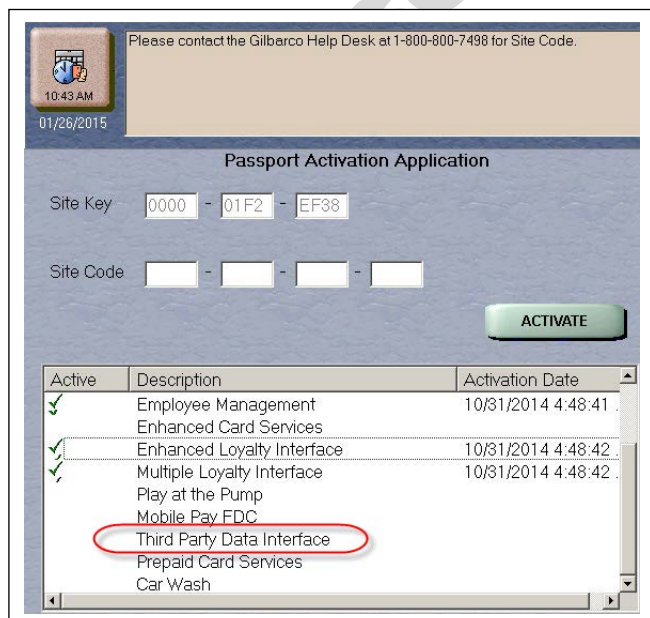 Please contact the Gilbarco Help Desk at 1-800-800-7498 for Site Code.
10:43 AM
01/26/2015
Passport Activation Application
Site Key 0000 - 01F2 - EF38
Site Code - - -
ACTIVATE
Active Description Activation Date
Employee Management 10/31/2014 4:48:41 .
Enhanced Card Services
Enhanced Loyalty Interface 10/31/2014 4:48:42 .
Multiple Loyalty Interface 10/31/2014 4:48:42 .
Play at the Pump
Mobile Pay FDC
Third Party Data Interface
Prepaid Card Services
Car Wash